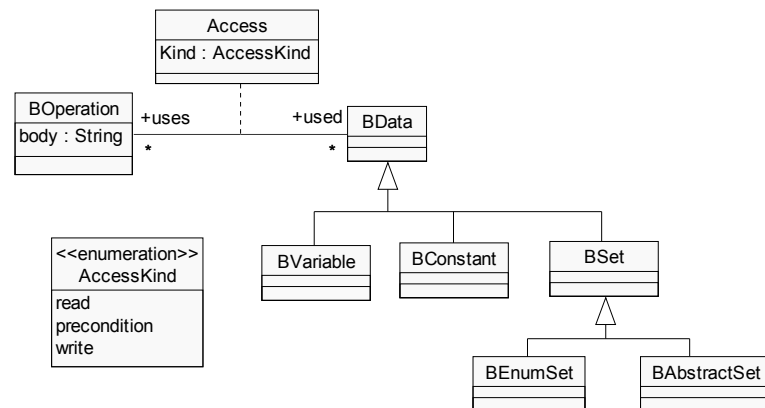 Access
Kind : AccessKind
BOperation
body : String
+uses
+used
*
*
BData
BVariable
BConstant
BSet
<<enumeration>>
AccessKind
read
precondition
write
BEnumSet
BAbstractSet